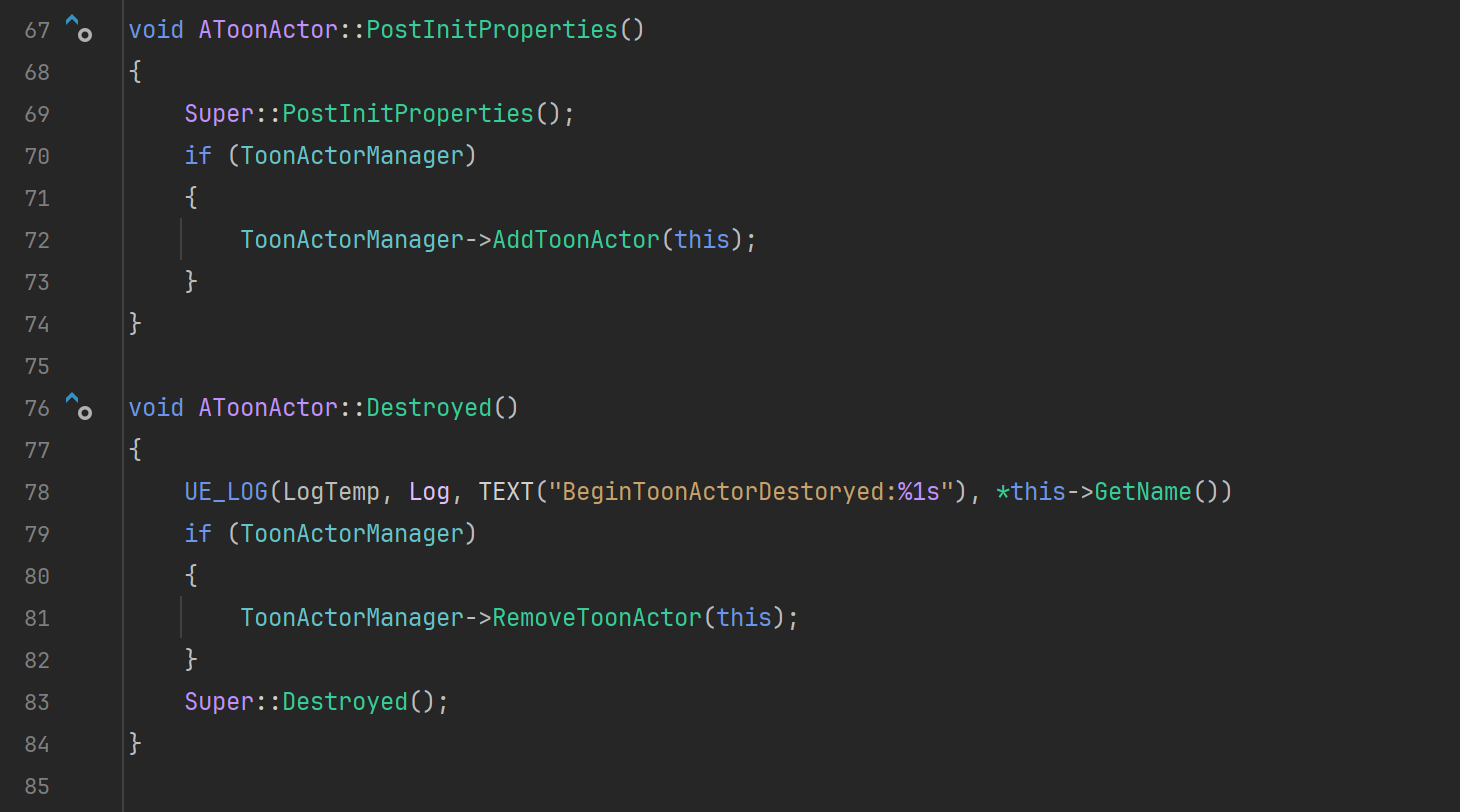 67 void AToonActor::PostInitProperties()
68 {
69     Super::PostInitProperties();
70     if (ToonActorManager)
71     {
72         ToonActorManager->AddToonActor(this);
73     }
74 }
75
76 void AToonActor::Destroyed()
77 {
78     UE_LOG(LogTemp, Log, TEXT("BeginToonActorDestoryed:%1s"), *this->GetName())
79     if (ToonActorManager)
80     {
81         ToonActorManager->RemoveToonActor(this);
82     }
83     Super::Destroyed();
84 }
85